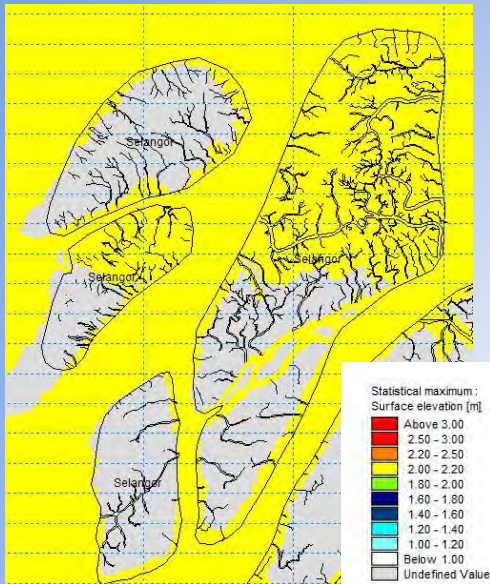 Selangor
Selangor
Selangor
Selangor
Statistical maximum :
Surface elevation [m]
Above 3.00
2.50 - 3.00
2.20 - 2.50
2.00 - 2.20
1.80 - 2.00
1.60 - 1.80
1.40 - 1.60
1.20 - 1.40
1.00 - 1.20
Below 1.00
Undefined Value